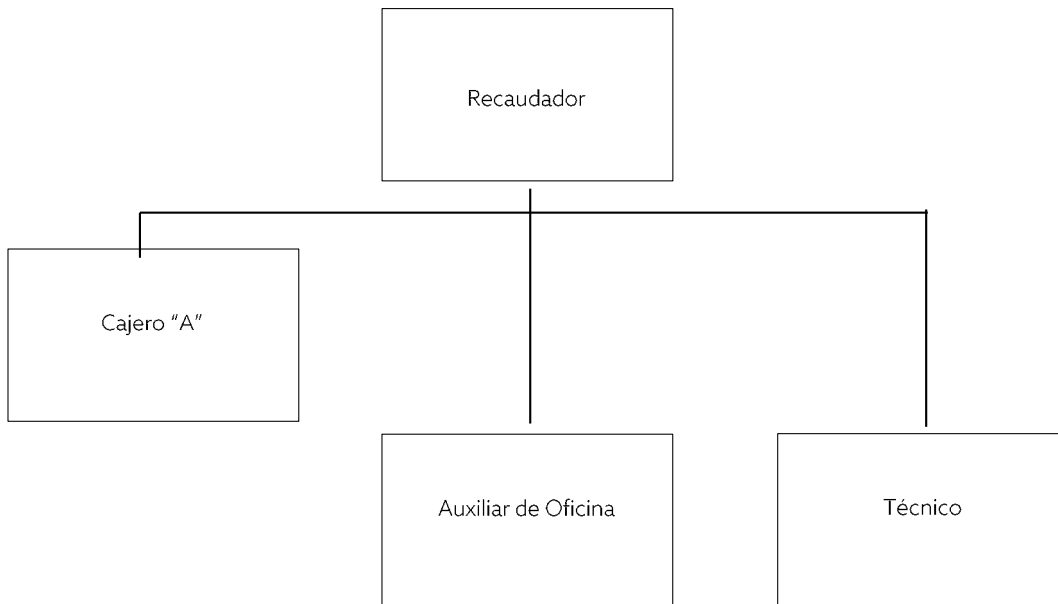 Recaudador
Cajero “A”
Auxiliar de Oficina
Técnico